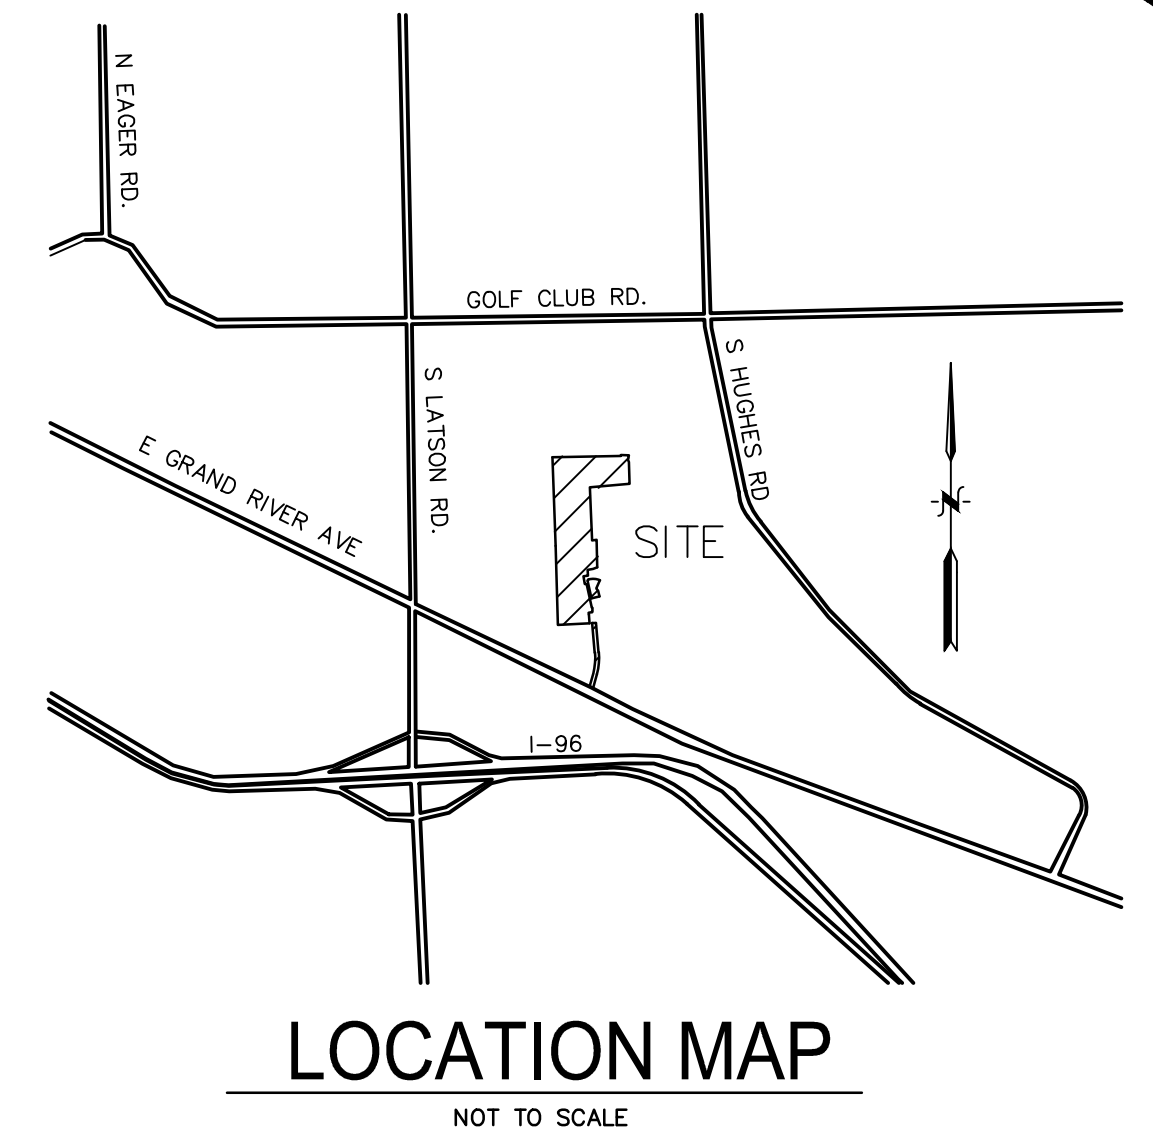 N EAGER RD.
GOLF CLUB RD.
S HUGHES RD
S LATSON RD.
E GRAND RIVER AVE
N
SITE
I-96
LOCATION MAP
NOT TO SCALE